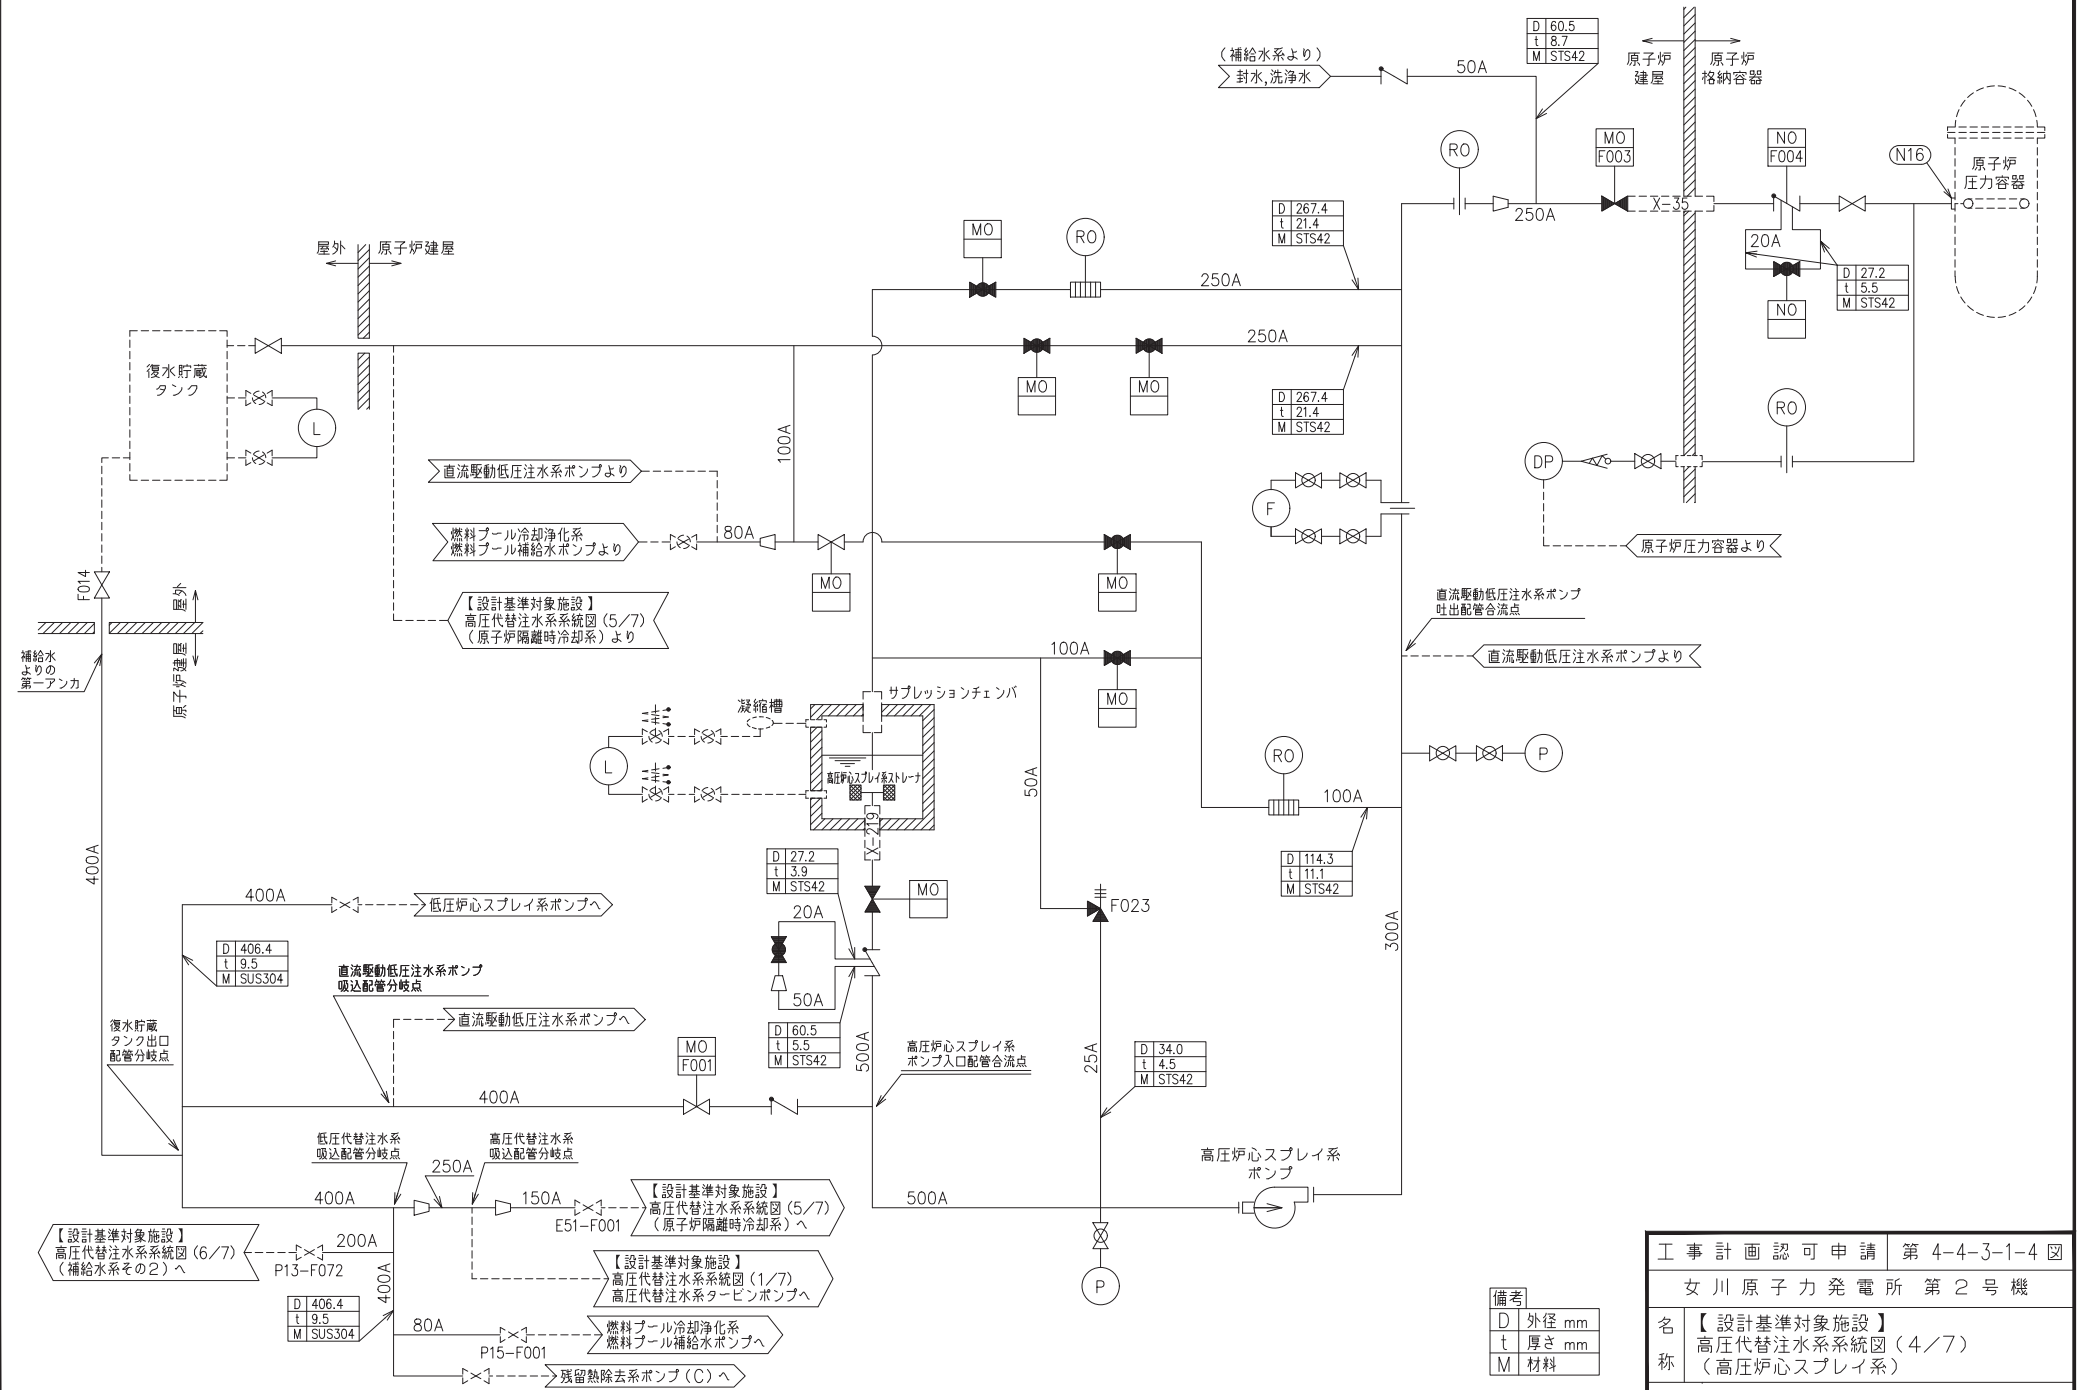 (補給水系より)
封水,洗浄水
50A
D 60.5
t 8.7
M STS42
原子炉
建屋
原子炉
格納容器
RO
MO
F003
NO
F004
N16
原子炉
圧力容器
250A
X-35
20A
NO
D 27.2
t 5.5
M STS42
屋外
原子炉建屋
MO
RO
250A
D 267.4
t 21.4
M STS42
250A
MO
MO
D 267.4
t 21.4
M STS42
復水貯蔵
タンク
L
100A
RO
DP
原子炉圧力容器より
F
直流駆動低圧注水系ポンプより
燃料プール冷却浄化系
燃料プール補給水ポンプより
80A
MO
MO
F014
屋外
原子炉建屋
【設計基準対象施設】
高圧代替注水系系統図(5/7)
(原子炉隔離時冷却系)より
補給水
よりの
第一アンカ
直流駆動低圧注水系ポンプ
吐出配管合流点
直流駆動低圧注水系ポンプより
100A
MO
サプレッションチェンバ
凝縮槽
L
高圧炉心スプレイ系ストレーナ
X-219
50A
RO
100A
P
D 114.3
t 11.1
M STS42
400A
D 27.2
t 3.9
M STS42
MO
20A
50A
D 60.5
t 5.5
M STS42
500A
F023
300A
400A
低圧炉心スプレイ系ポンプへ
D 406.4
t 9.5
M SUS304
直流駆動低圧注水系ポンプ
吸込配管分岐点
直流駆動低圧注水系ポンプへ
復水貯蔵
タンク出口
配管分岐点
MO
F001
400A
高圧炉心スプレイ系
ポンプ入口配管合流点
25A
D 34.0
t 4.5
M STS42
低圧代替注水系
吸込配管分岐点
高圧代替注水系
吸込配管分岐点
250A
400A
150A
E51-F001
【設計基準対象施設】
高圧代替注水系系統図(5/7)
(原子炉隔離時冷却系)へ
500A
高圧炉心スプレイ系
ポンプ
P
【設計基準対象施設】
高圧代替注水系系統図(6/7)
(補給水系その2)へ
200A
P13-F072
400A
【設計基準対象施設】
高圧代替注水系系統図(1/7)
高圧代替注水系タービンポンプへ
D 406.4
t 9.5
M SUS304
80A
P15-F001
燃料プール冷却浄化系
燃料プール補給水ポンプへ
残留熱除去系ポンプ(C)へ
備考
D 外径 mm
t 厚さ mm
M 材料
工事計画認可申請 第4-4-3-1-4図
女川原子力発電所 第2号機
名称
【設計基準対象施設】
高圧代替注水系系統図(4/7)
(高圧炉心スプレイ系)